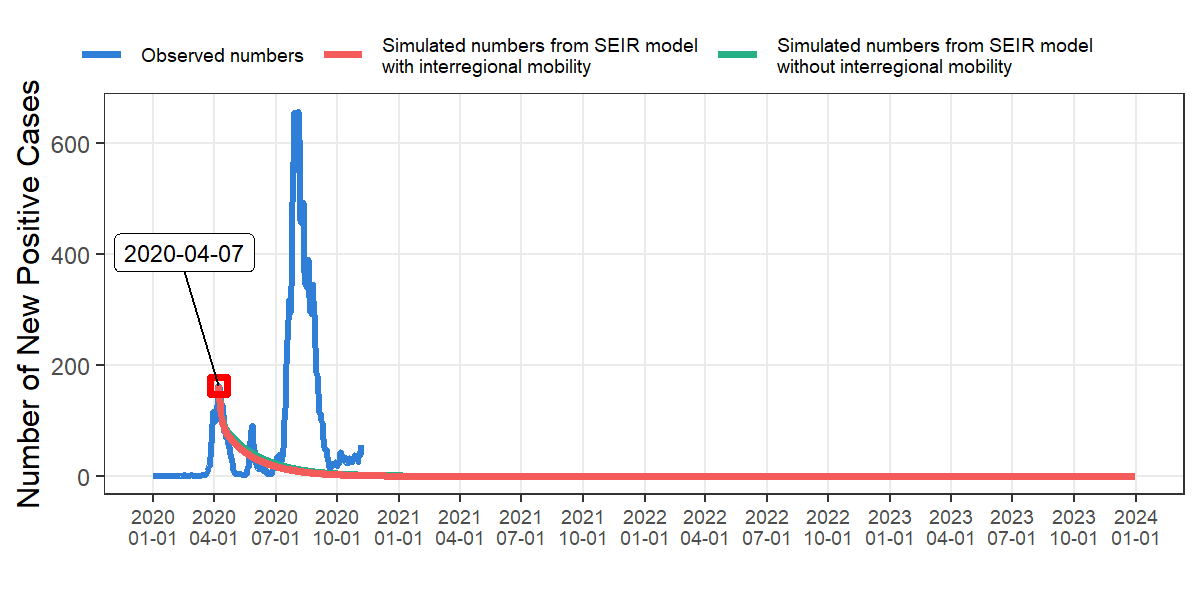 Observed numbers
Simulated numbers from SEIR model
with interregional mobility
Simulated numbers from SEIR model
without interregional mobility
Number of New Positive Cases
600
400
200
0
2020-04-07
2020 2020 2020 2020 2021 2021 2021 2021 2022 2022 2022 2022 2023 2023 2023 2023 2024
01-01 04-01 07-01 10-01 01-01 04-01 07-01 10-01 01-01 04-01 07-01 10-01 01-01 04-01 07-01 10-01 01-01